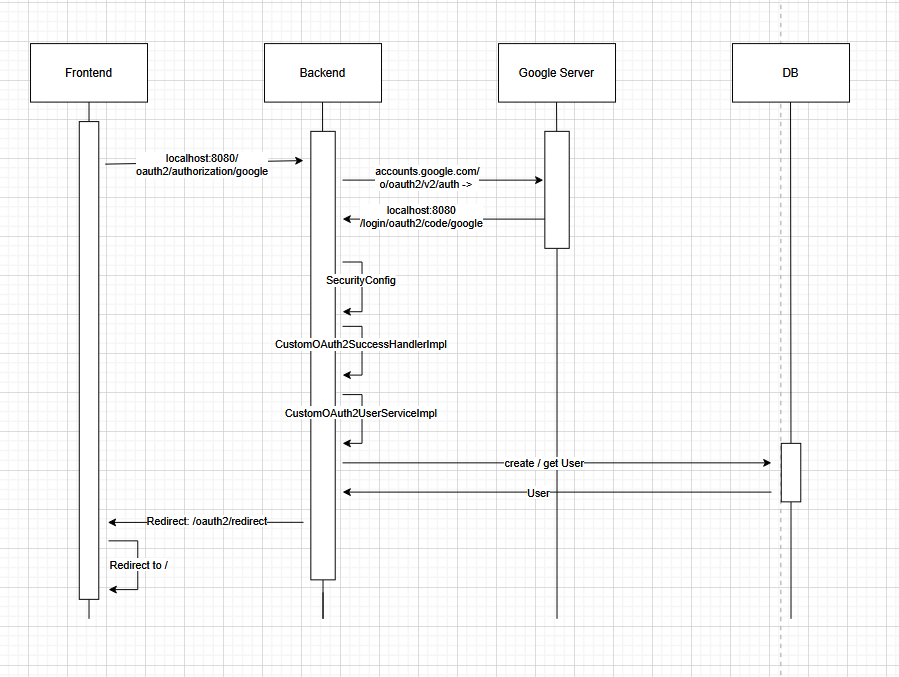 Frontend
Backend
Google Server
DB
localhost:8080/
oauth2/authorization/google
accounts.google.com/
o/oauth2/v2/auth ->
localhost:8080
/login/oauth2/code/google
SecurityConfig
CustomOAuth2SuccessHandlerImpl
CustomOAuth2UserServiceImpl
create / get User
User
Redirect: /oauth2/redirect
Redirect to /